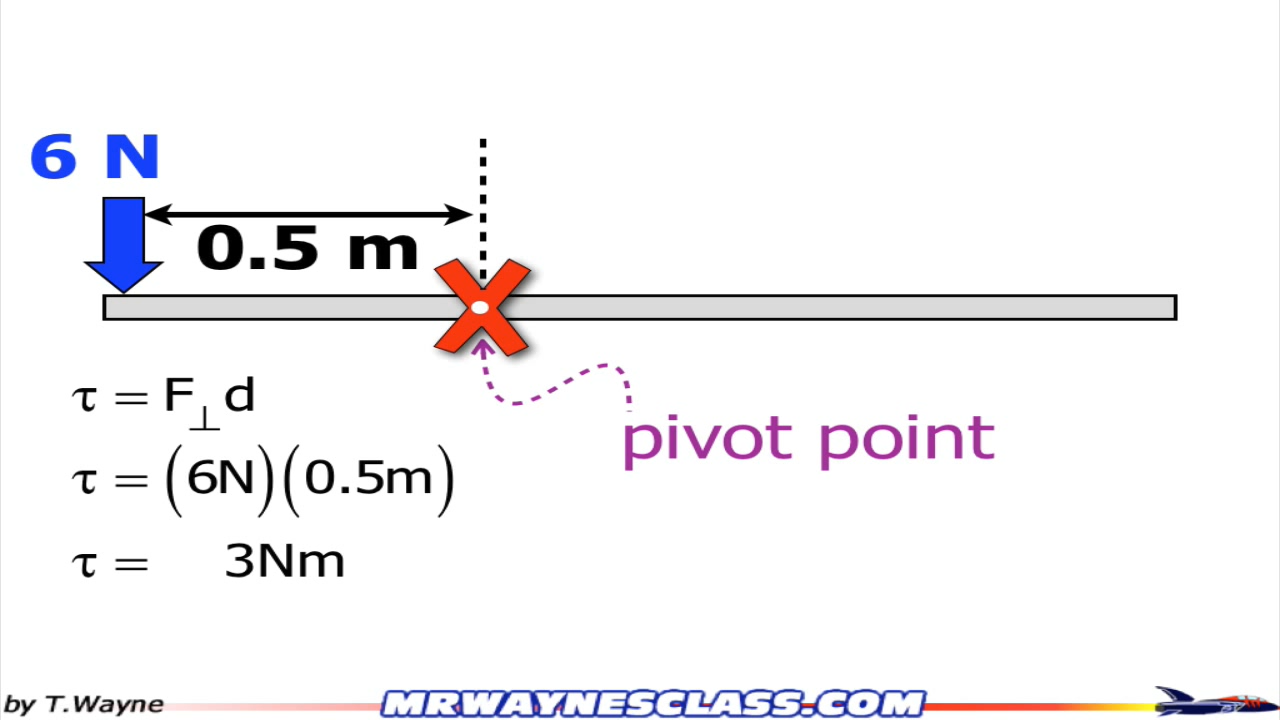 6 N
0.5 m
τ = F⊥d
pivot point
τ = (6N)(0.5m)
τ = 3Nm
by T.Wayne
MRWAYNESCLASS.COM